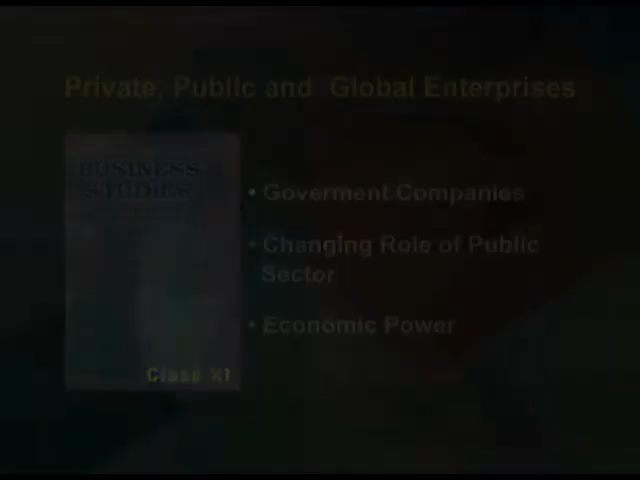 Private, Public and Global Enterprises
BUSINESS
STUDIES
• Goverment Companies
• Changing Role of Public
Sector
• Economic Power
Class XI